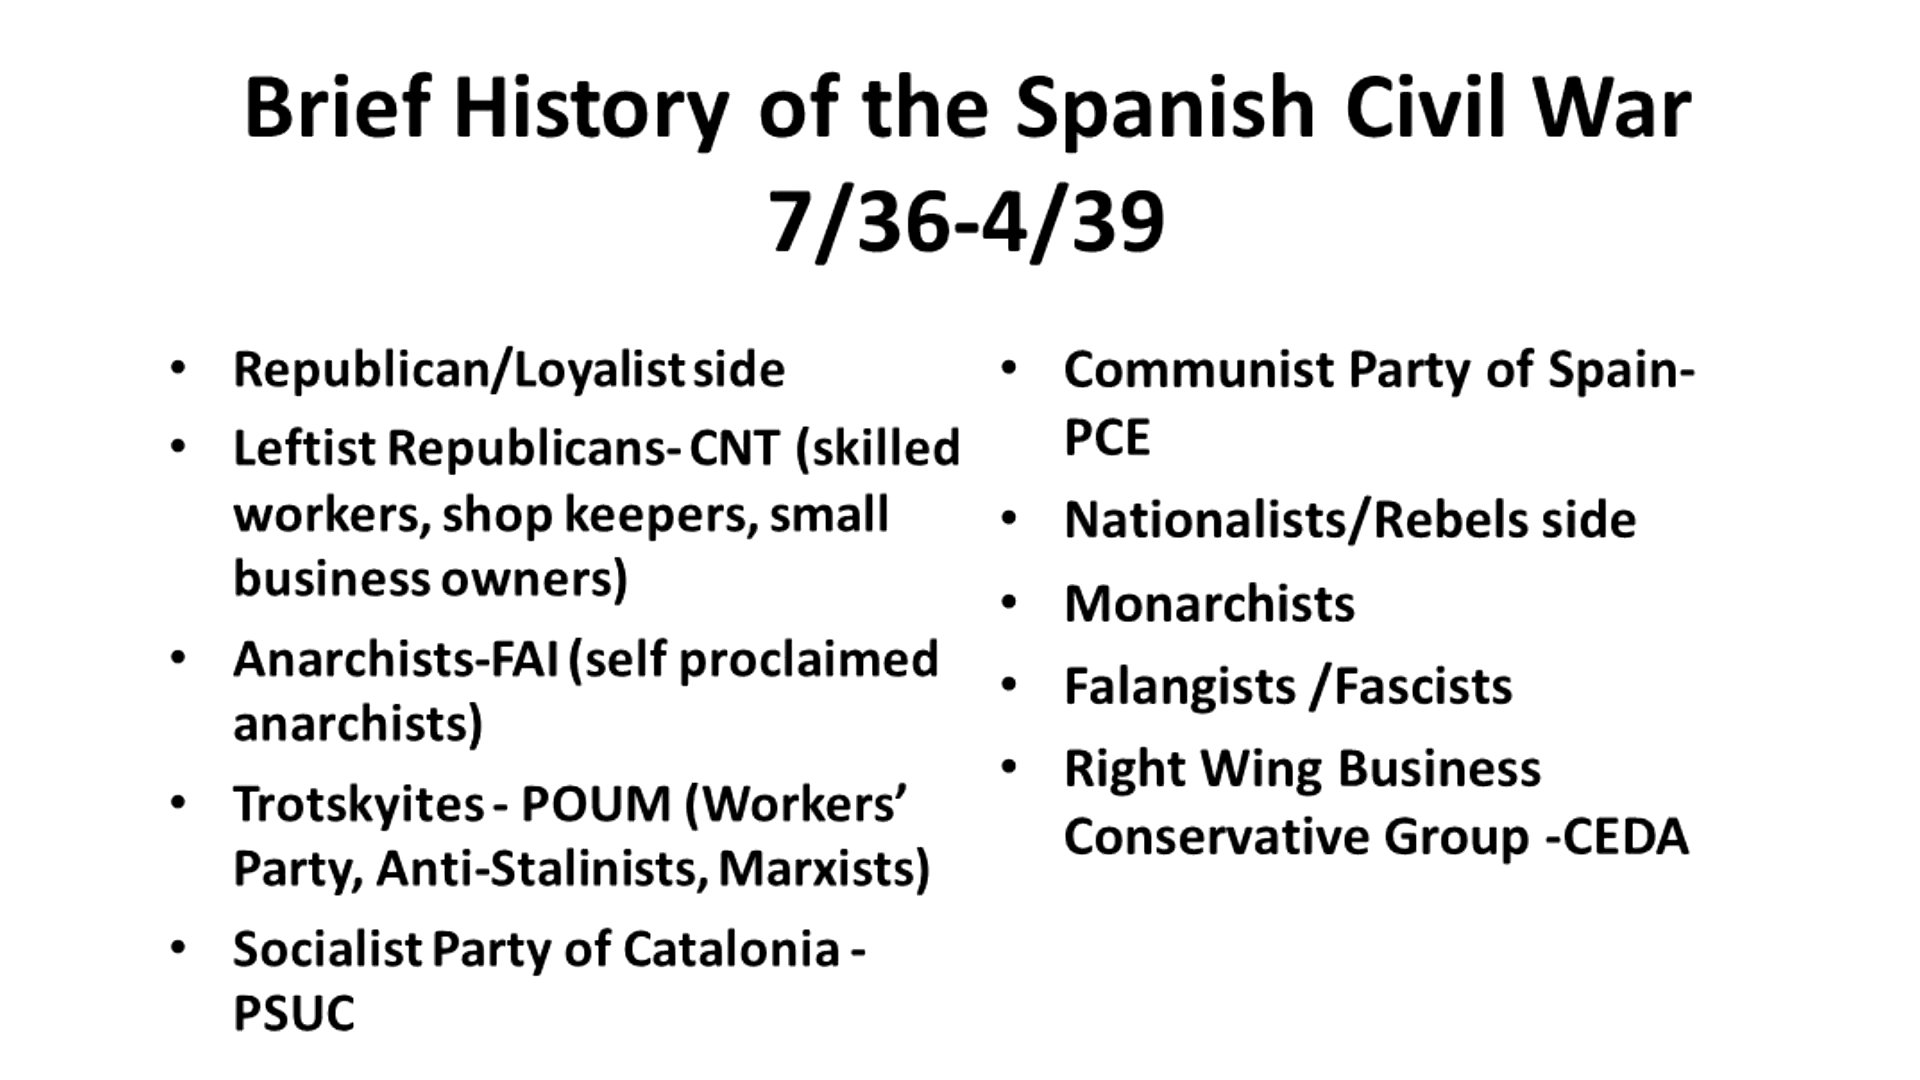 Brief History of the Spanish Civil War
7/36-4/39
• Republican/Loyalist side
• Leftist Republicans- CNT (skilled
workers, shop keepers, small
business owners)
• Anarchists-FAI (self proclaimed
anarchists)
• Trotskyites - POUM (Workers’
Party, Anti-Stalinists, Marxists)
• Socialist Party of Catalonia -
PSUC
• Communist Party of Spain-
PCE
• Nationalists/Rebels side
• Monarchists
• Falangists /Fascists
• Right Wing Business
Conservative Group -CEDA